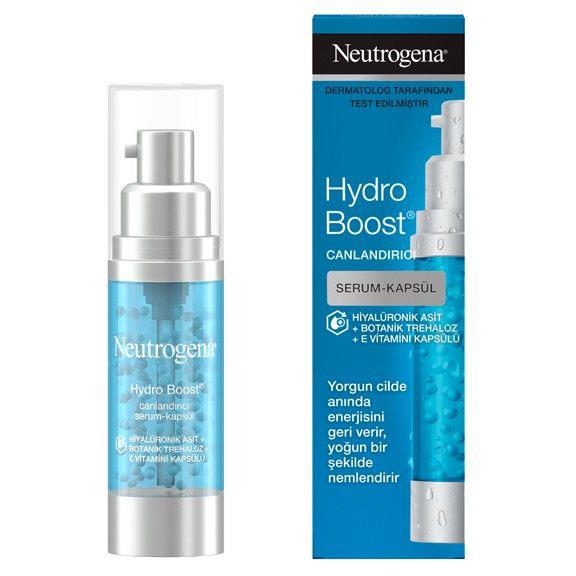 Neutrogena®
Hydro Boost®
canlandırıcı
serum-kapsül
HİYALÜRONİK ASİT +
BOTANİK TREHALOZ +
E VİTAMİNİ KAPSÜLÜ
Neutrogena®
DERMATOLOG TARAFINDAN
TEST EDİLMİŞTİR
Hydro
Boost®
CANLANDIRICI
SERUM-KAPSÜL
HİYALÜRONİK ASİT
+ BOTANİK TREHALOZ
+ E VİTAMİNİ KAPSÜLÜ
Yorgun cilde
anında
enerjisini
geri verir,
yoğun bir
şekilde
nemlendirir